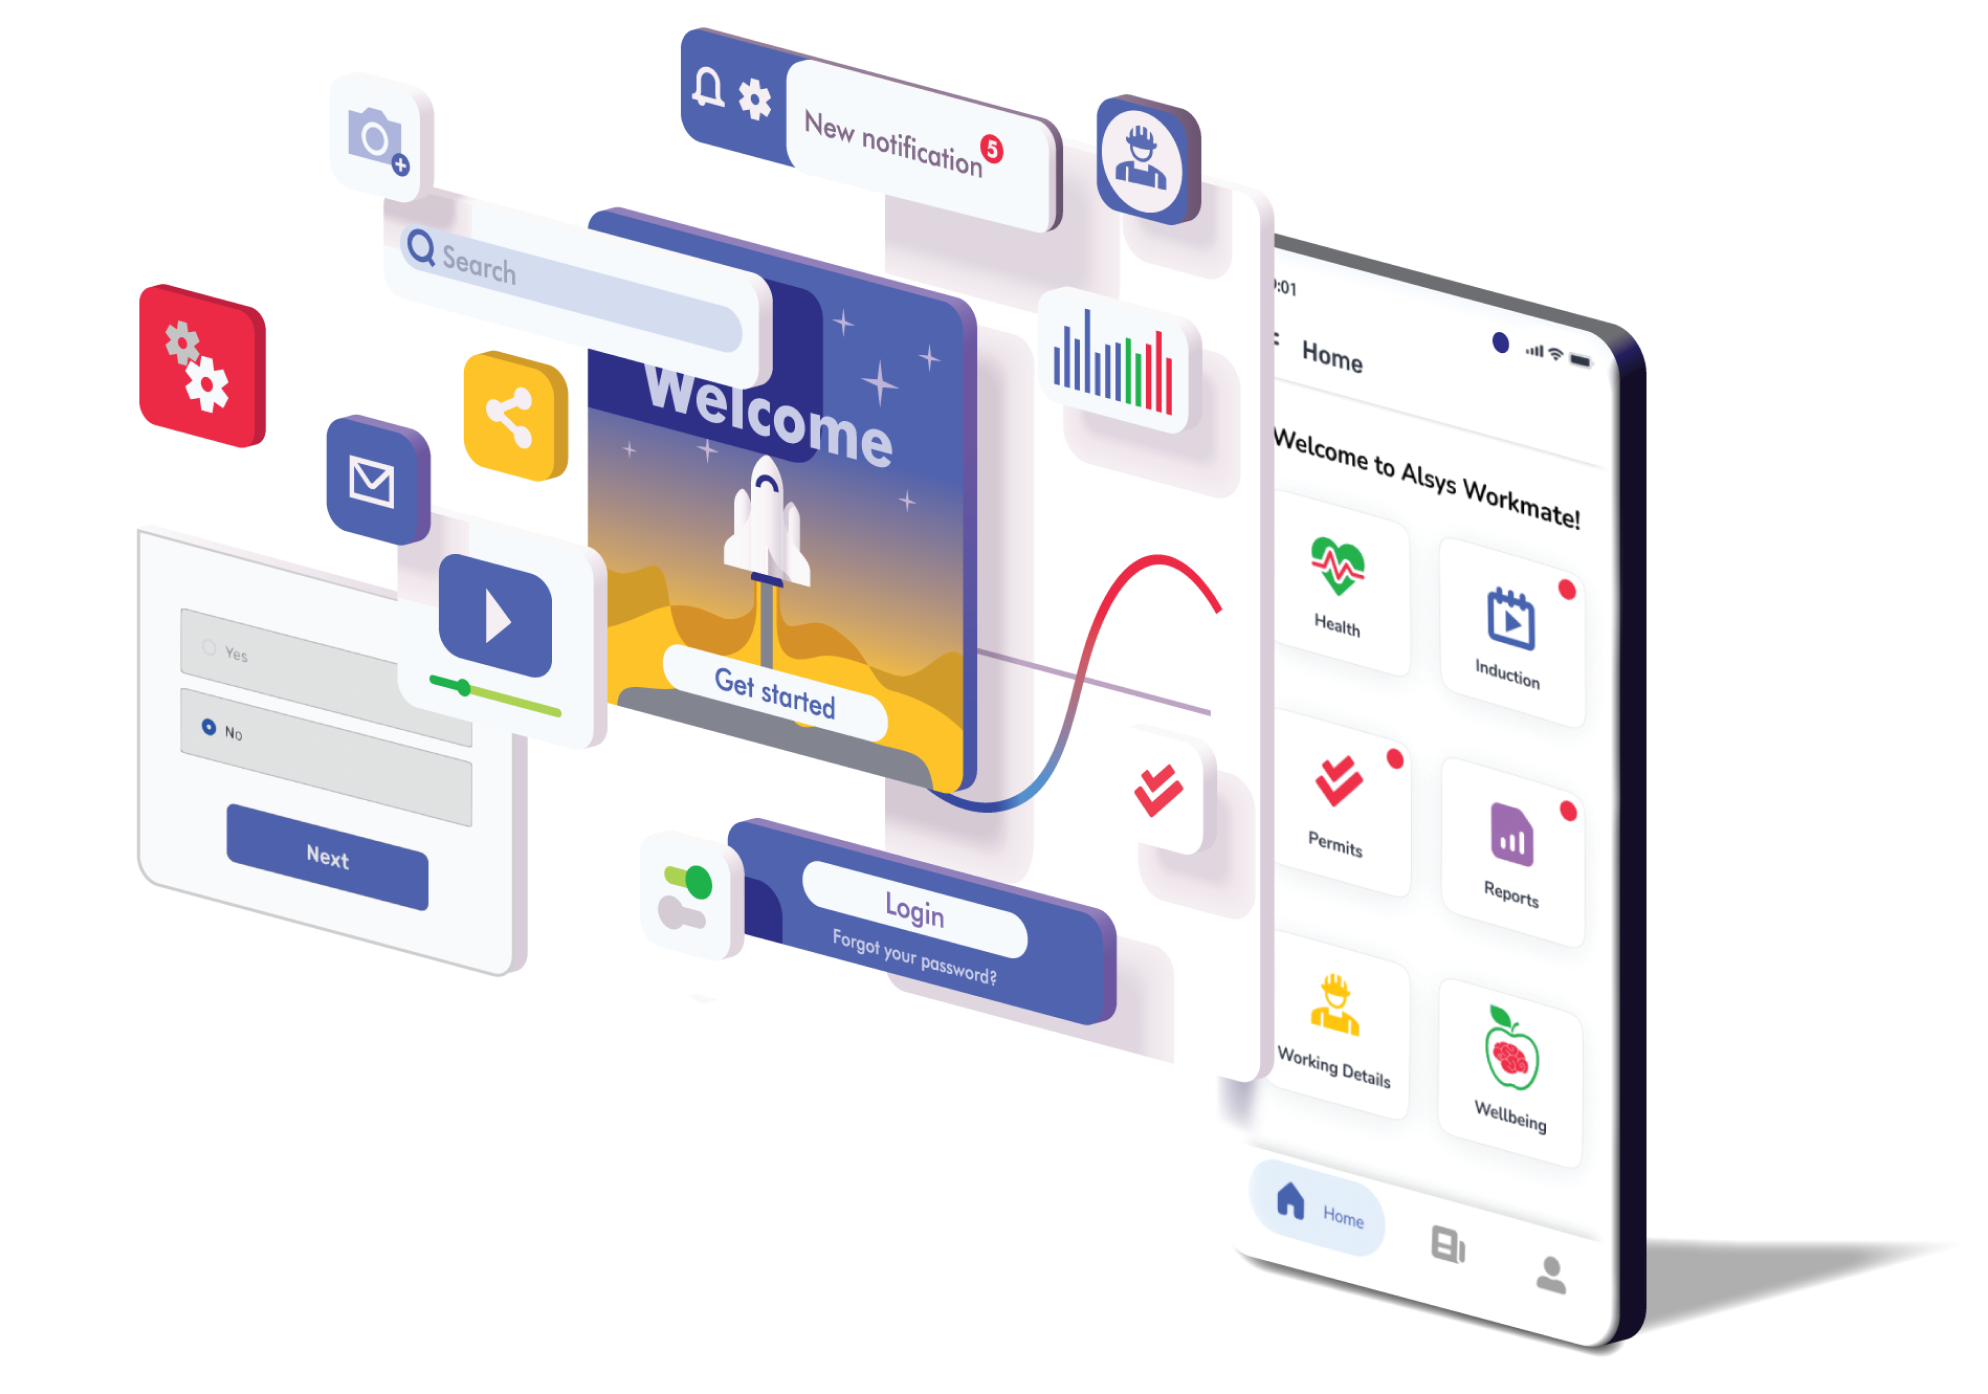 New notification
5
Search
Welcome
Get started
Yes
No
Next
Login
Forgot your password?
:01
Home
Welcome to Alsys Workmate!
Health
Induction
Permits
Reports
Working Details
Wellbeing
Home